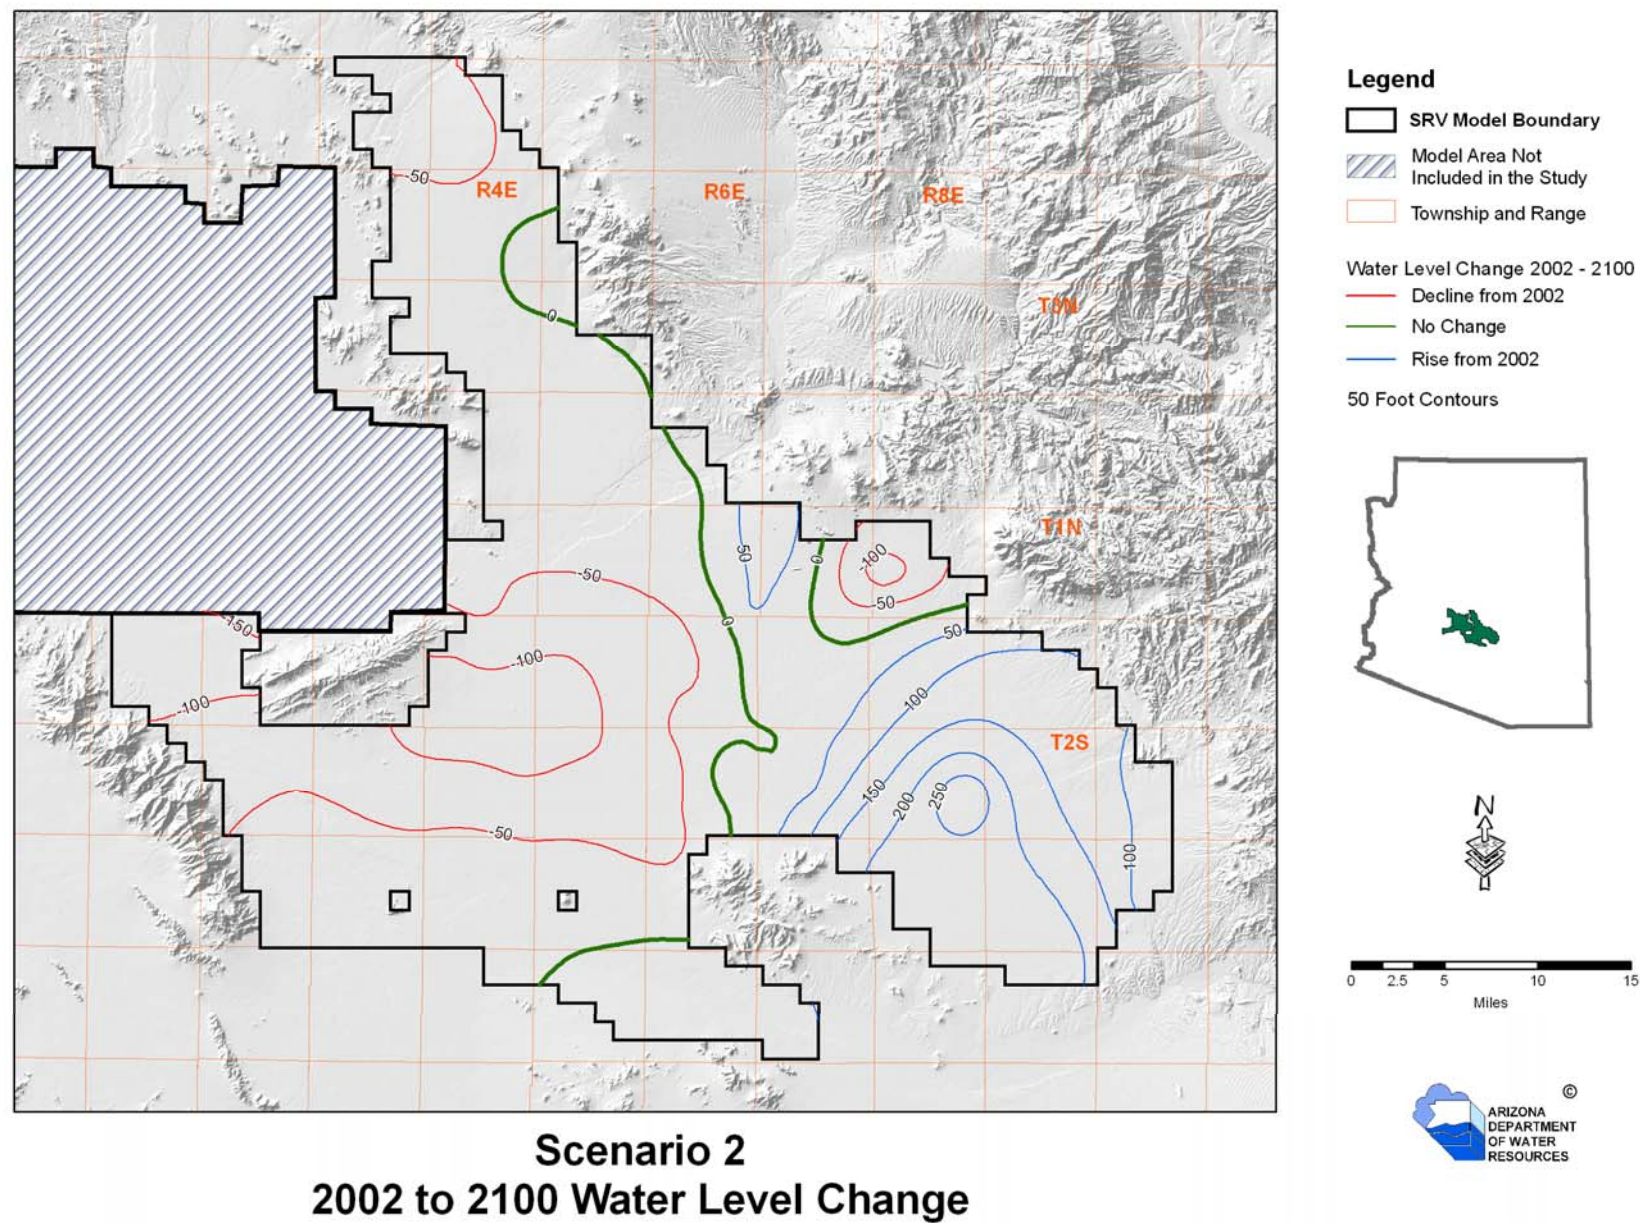 -50
R4E
R6E
R8E
T3N
0
T1N
50
0
-100
-50
-50
0
50
-150
-100
-100
100
T2S
150
200
250
-50
100
Legend
SRV Model Boundary
Model Area Not
Included in the Study
Township and Range
Water Level Change 2002 - 2100
Decline from 2002
No Change
Rise from 2002
50 Foot Contours
N
0 2.5 5 10 15
Miles
©
ARIZONA
DEPARTMENT
OF WATER
RESOURCES
Scenario 2
2002 to 2100 Water Level Change